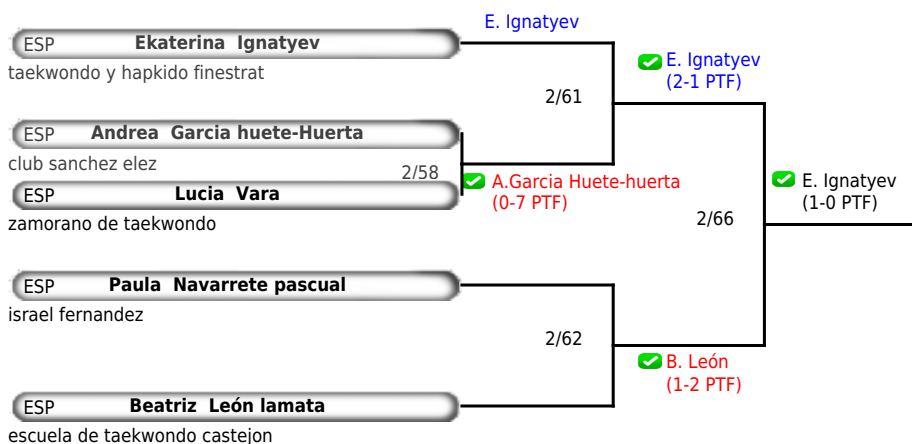 E. Ignatyev
ESP Ekaterina Ignatyev
taekwondo y hapkido finestrat
E. Ignatyev
(2-1 PTF)
2/61
ESP Andrea Garcia huete-Huerta
club sanchez elez
2/58
A.Garcia Huete-huerta
(0-7 PTF)
ESP Lucia Vara
zamorano de taekwondo
E. Ignatyev
(1-0 PTF)
2/66
ESP Paula Navarrete pascual
israel fernandez
2/62
B. León
(1-2 PTF)
ESP Beatriz León lamata
escuela de taekwondo castejon